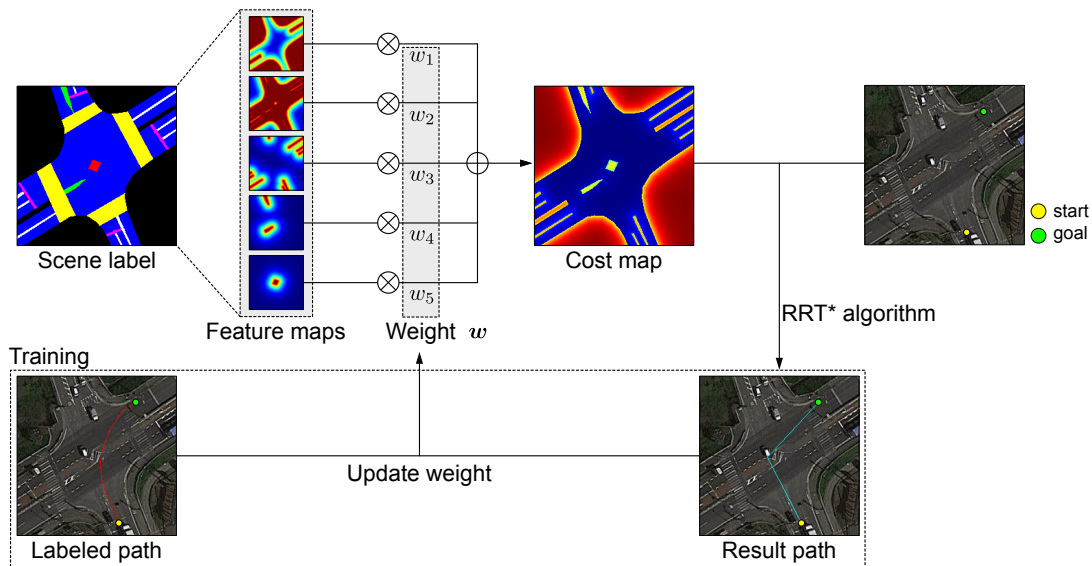 w1
w2
w3
w4
w5
start
goal
Scene label
Cost map
Feature maps
Weight w
RRT* algorithm
Training
Update weight
Labeled path
Result path